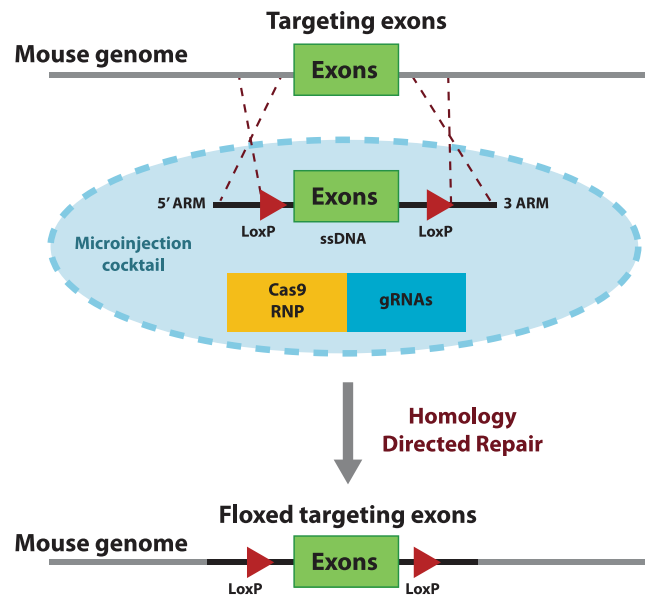 Targeting exons
Mouse genome
Exons
5' ARM
Exons
3 ARM
LoxP
ssDNA
LoxP
Microinjection
cocktail
Cas9
RNP
gRNAs
Homology
Directed Repair
Floxed targeting exons
Mouse genome
Exons
LoxP
LoxP